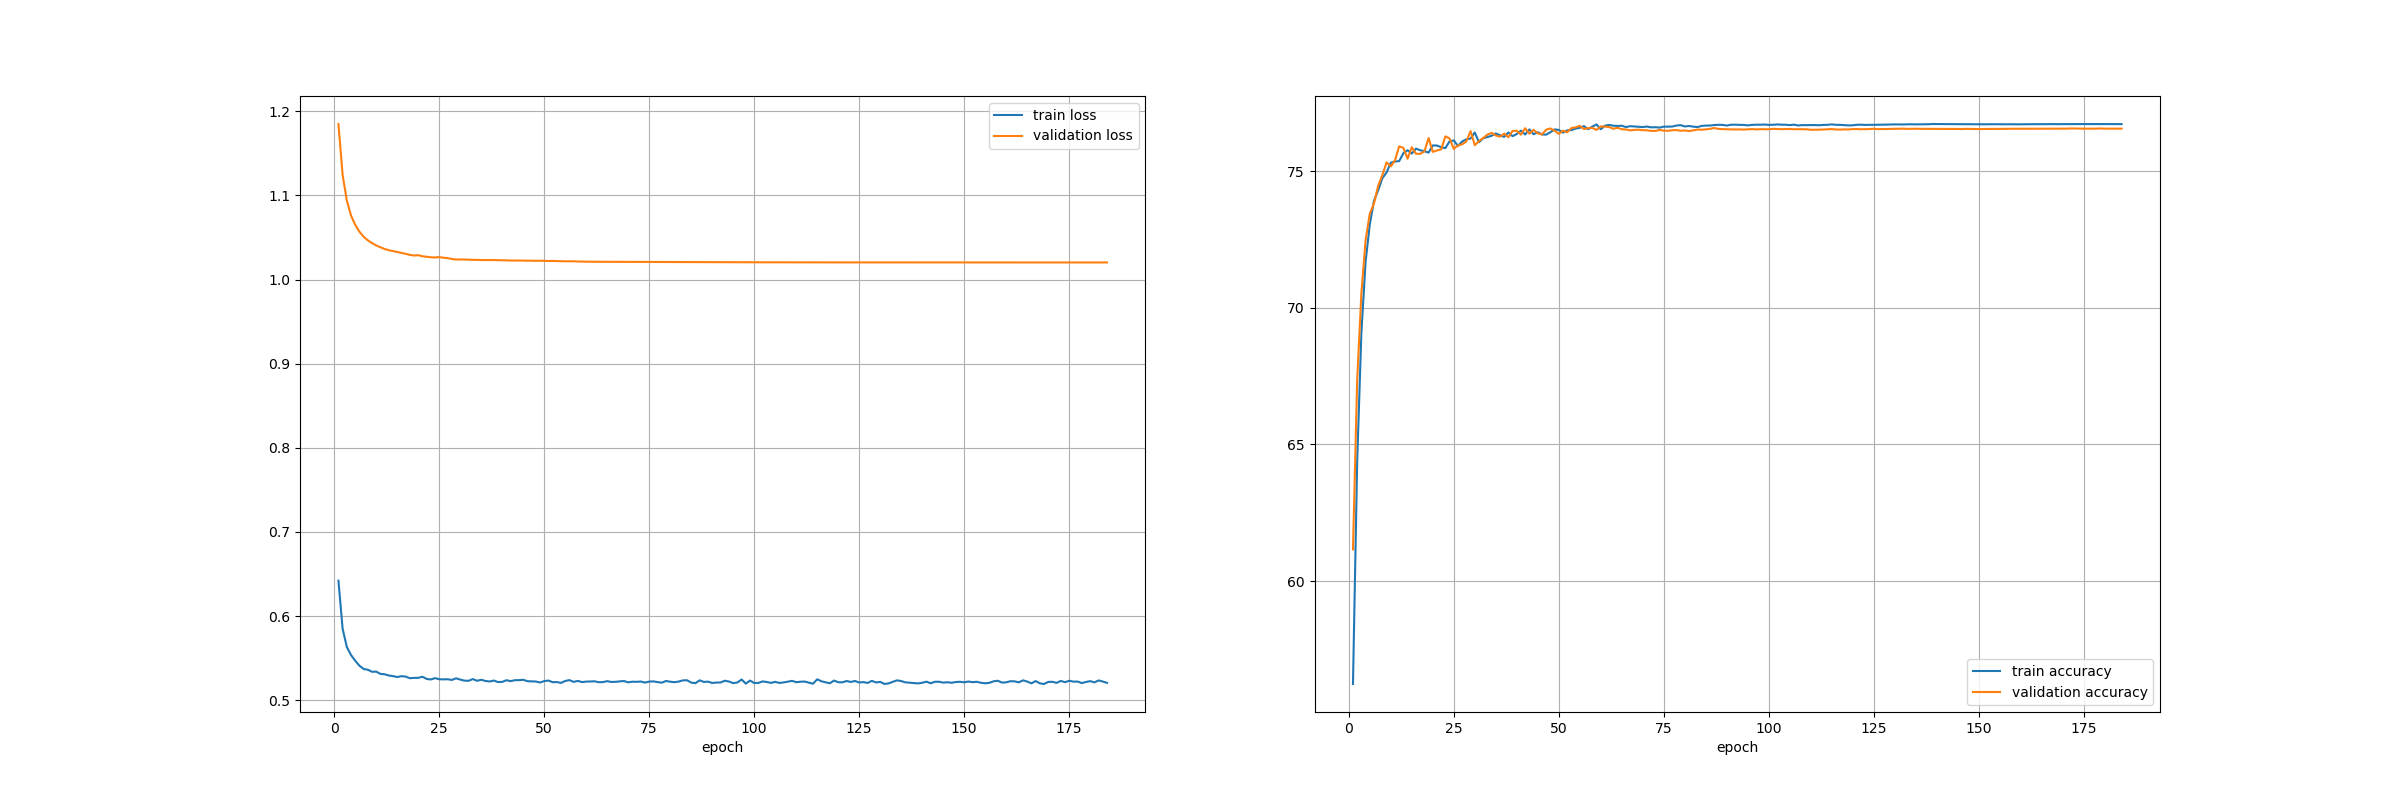 1.2
1.1
1.0
0.9
0.8
0.7
0.6
0.5
0 25 50 75 100 125 150 175
epoch
train loss
validation loss
75
70
65
60
0 25 50 75 100 125 150 175
epoch
train accuracy
validation accuracy